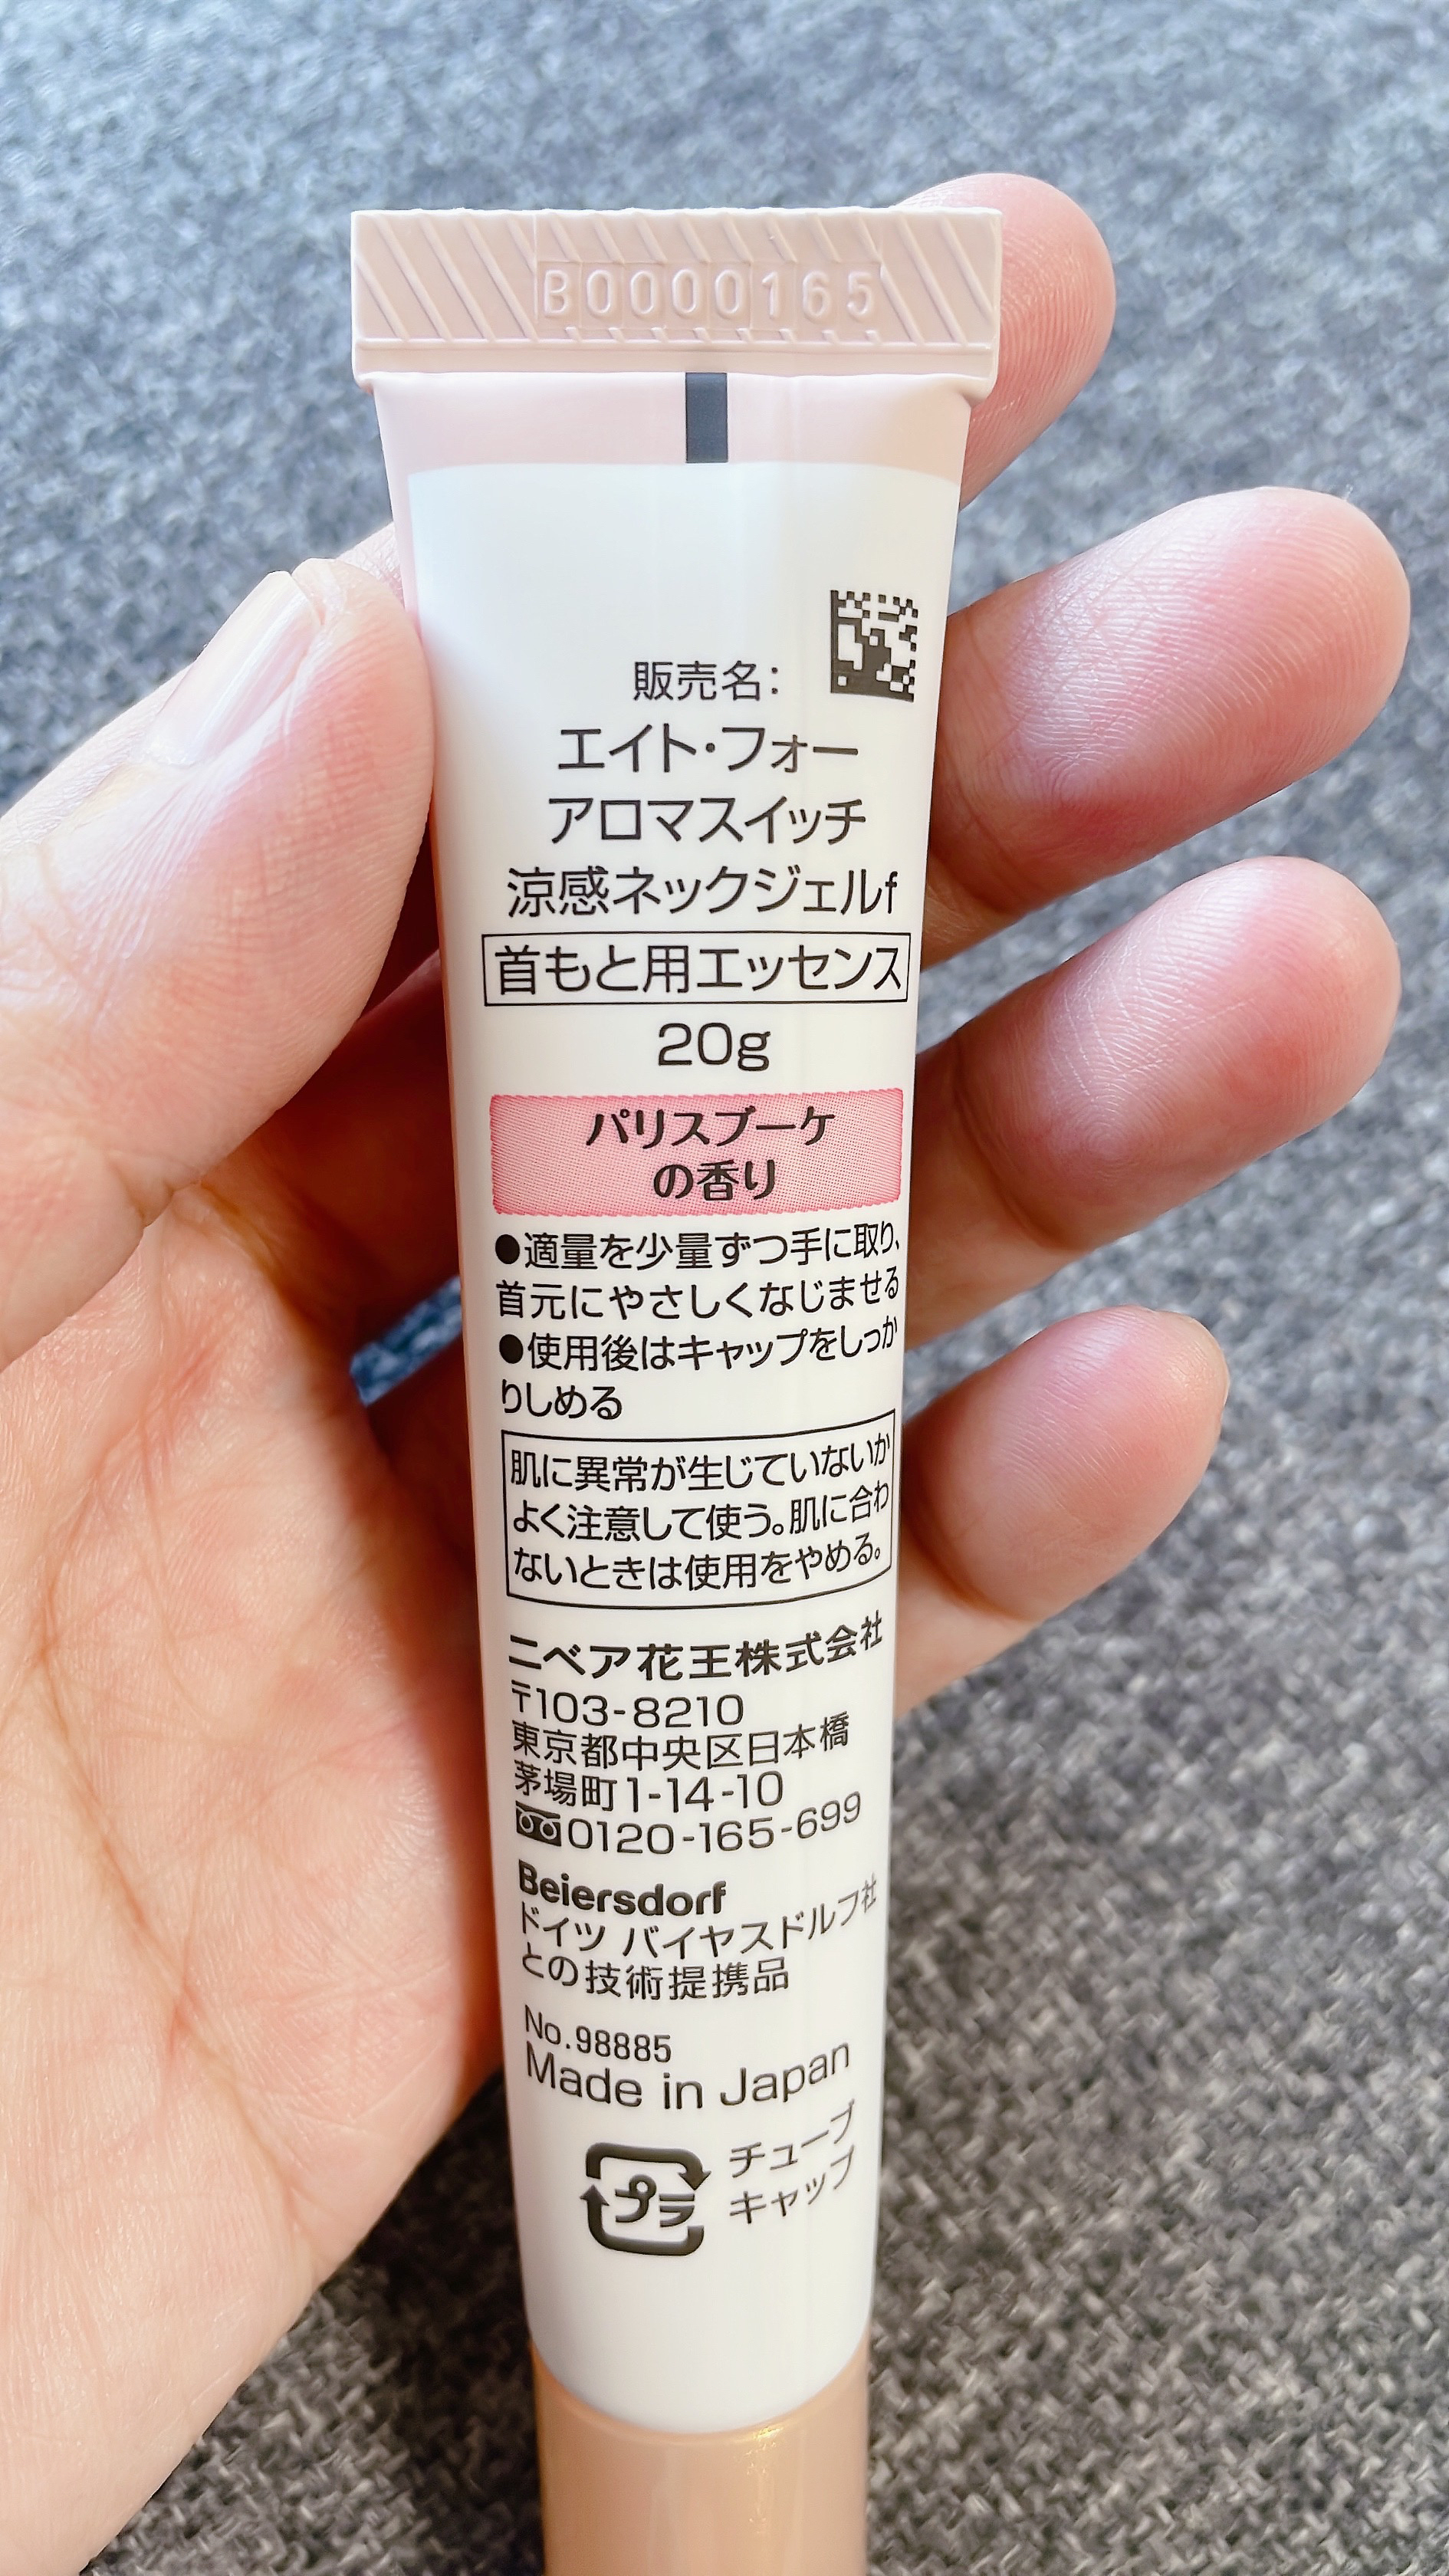 B0000165
販売名：
エイト・フォー
アロマスイッチ
涼感ネックジェルf
首もと用エッセンス
20g
パリスブーケ
の香り
●適量を少量ずつ手に取り、
首元にやさしくなじませる
●使用後はキャップをしっか
りしめる
肌に異常が生じていないか
よく注意して使う。肌に合わ
ないときは使用をやめる。
ニベア花王株式会社
〒103-8210
東京都中央区日本橋
茅場町1-14-10
0120-165-699
Beiersdorf
ドイツ バイヤスドルフ社
との技術提携品
No.98885
Made in Japan
プラ チューブ
キャップ